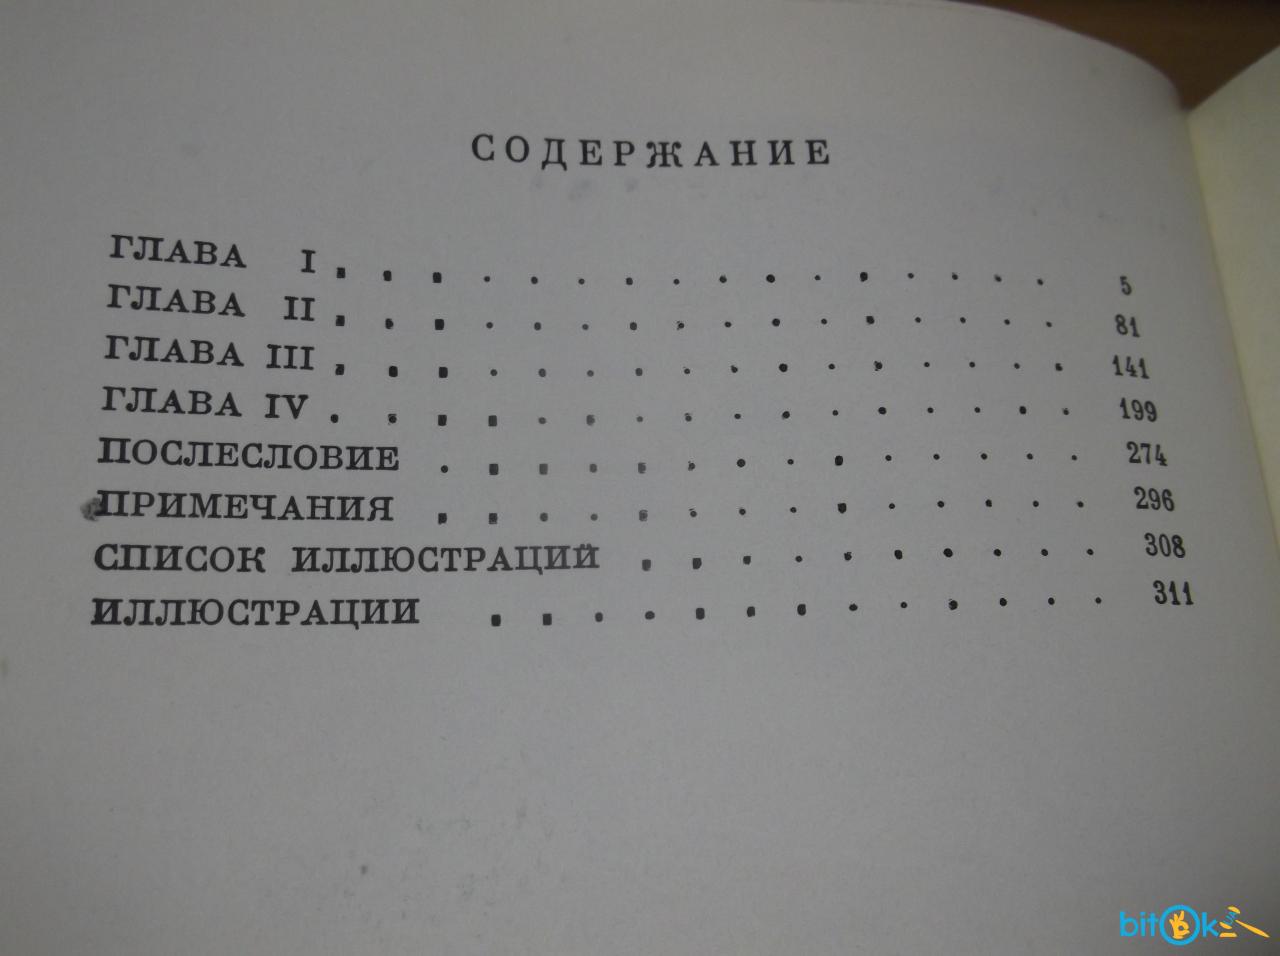 СОДЕРЖАНИЕ
ГЛАВА I . . . . . . . . . . . . . . . 5
ГЛАВА II . . . . . . . . . . . . . . . . 81
ГЛАВА III . . . . . . . . . . . . . . . . 141
ГЛАВА IV . . . . . . . . . . . . . . . . 199
ПОСЛЕСЛОВИЕ . . . . . . . . . . . . . . 274
ПРИМЕЧАНИЯ . . . . . . . . . . . . . . 296
СПИСОК ИЛЛЮСТРАЦИЙ . . . . . . . . . . 308
ИЛЛЮСТРАЦИИ . . . . . . . . . . . . . 311
bitOk UA